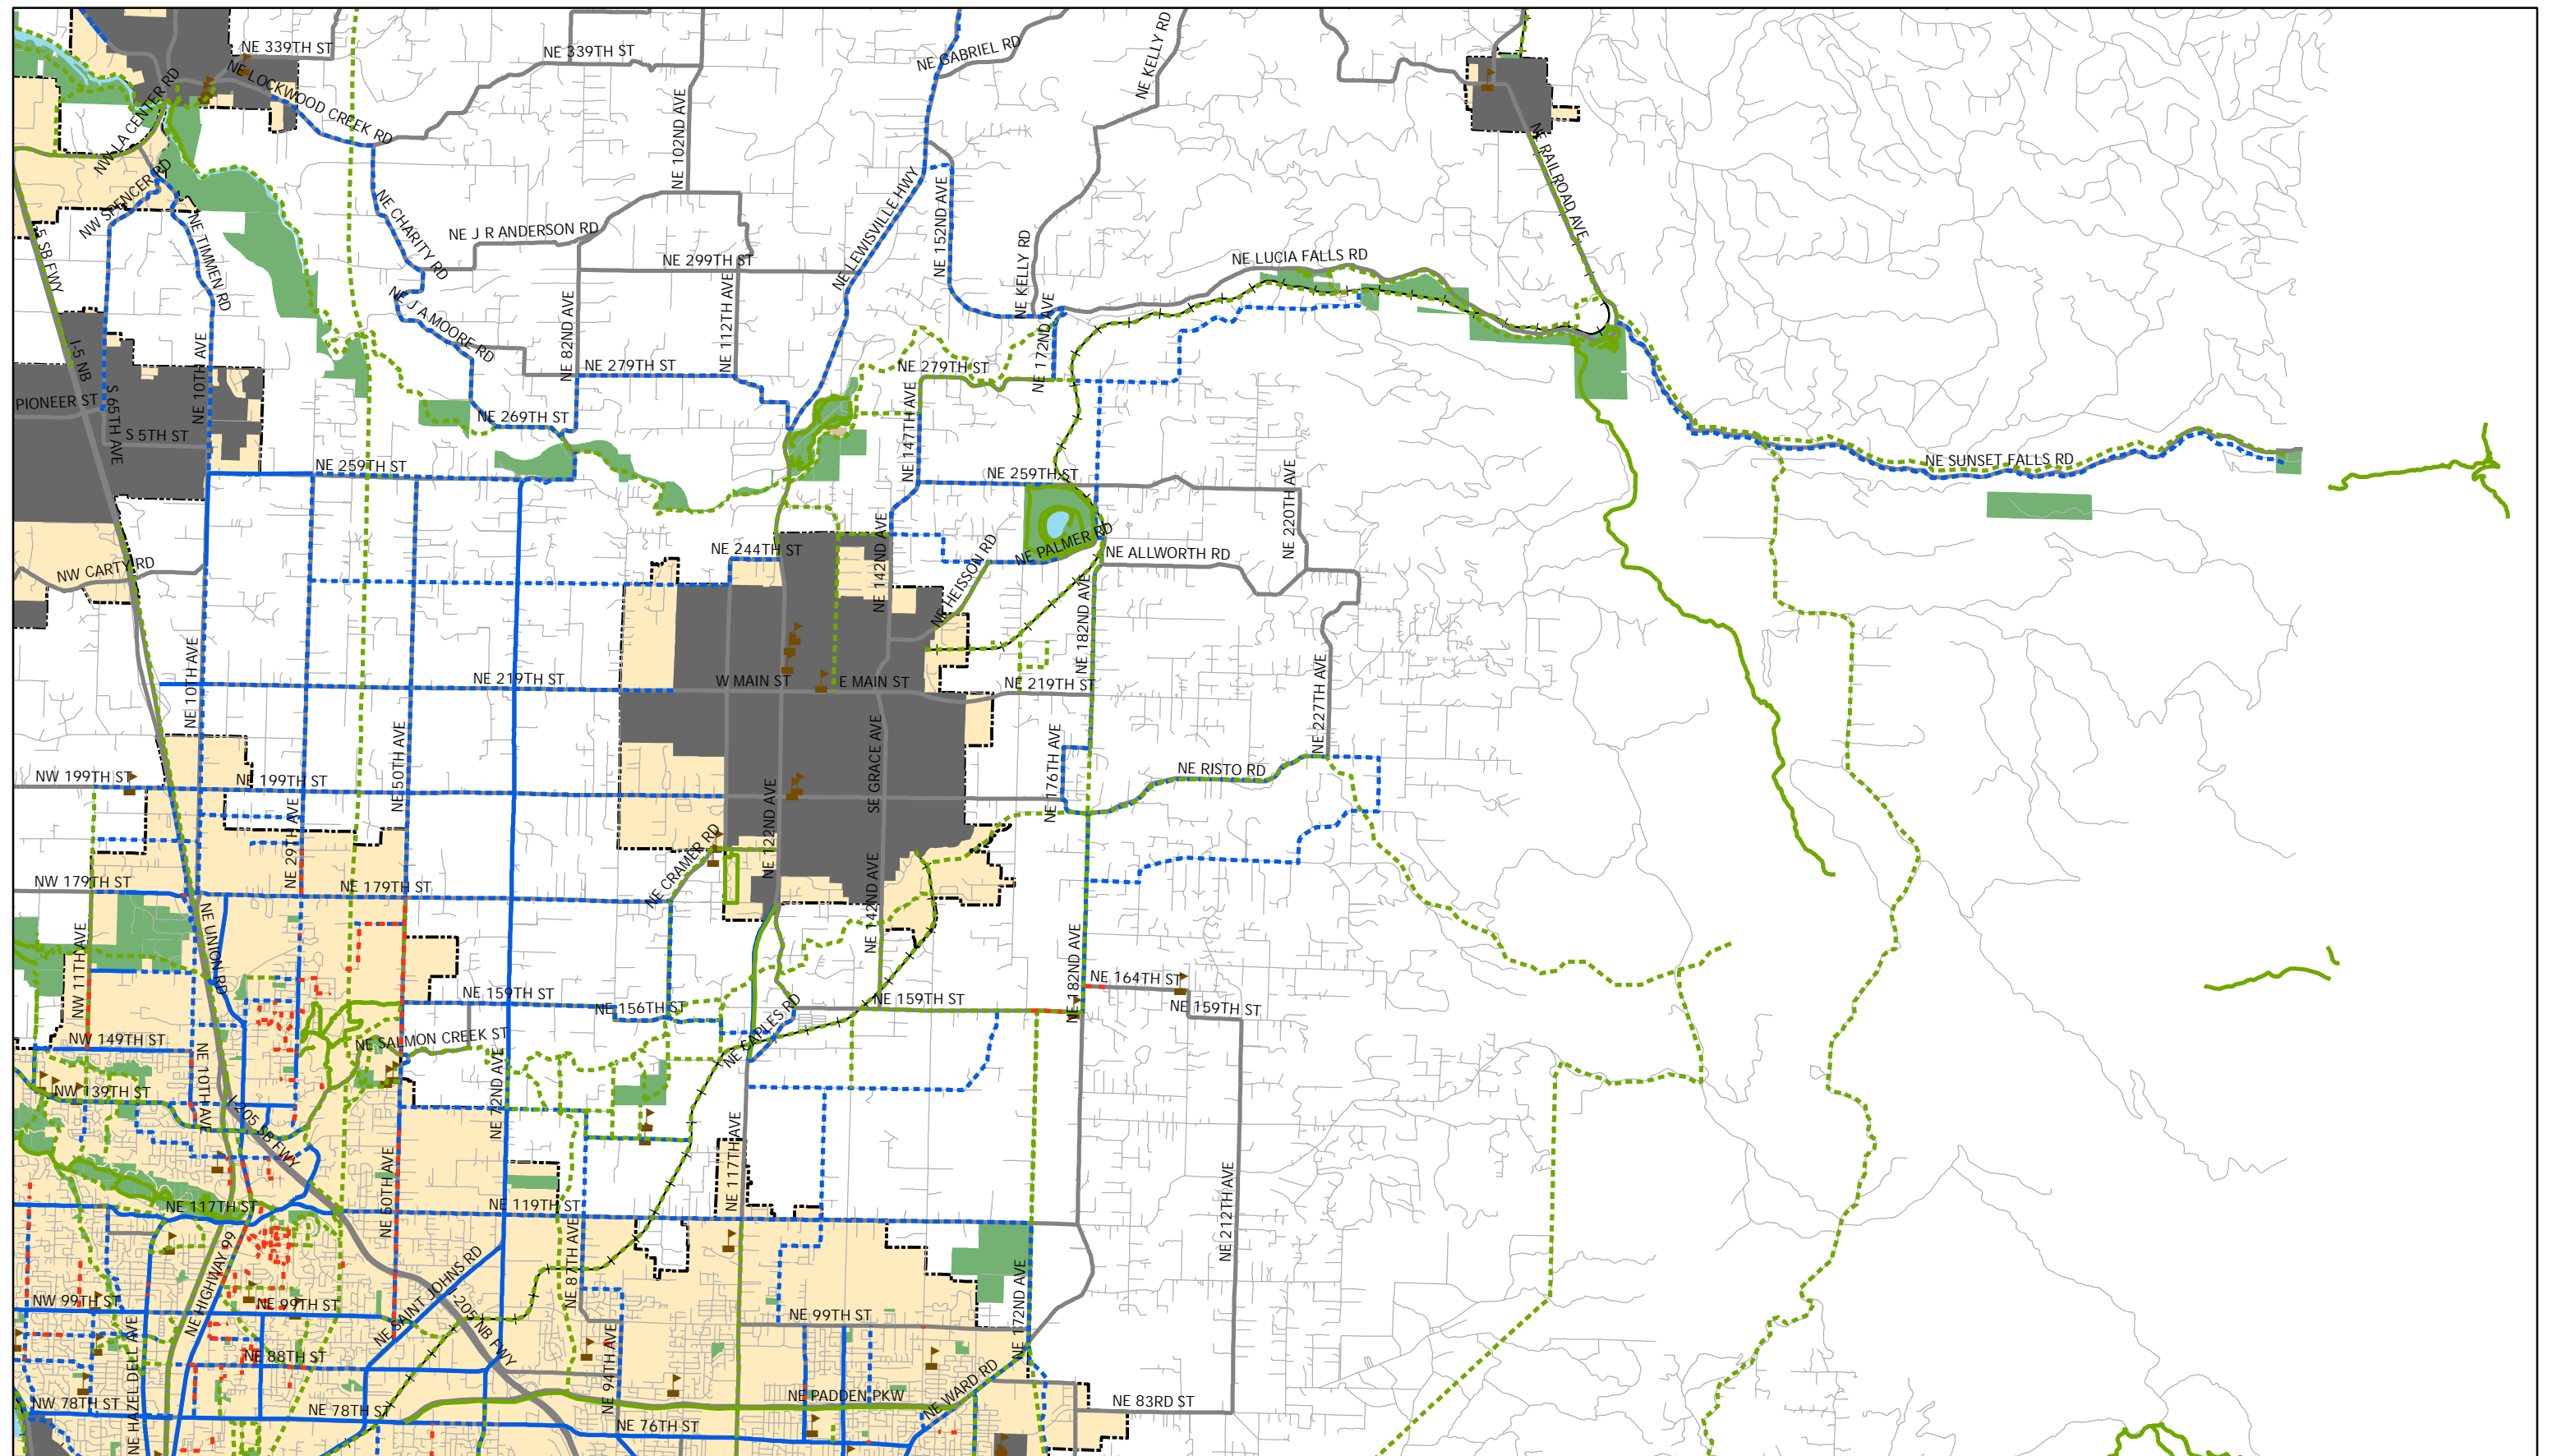 NE 339TH ST
NE 339TH ST
NE GABRIEL RD
NE KELLY RD
NE LOCKWOOD CREEK RD
NW LA CENTER RD
NE 102ND AVE
NE RAILROAD AVE
NW SPENCER RD
NE TIMMEN RD
NE CHARITY RD
NE J R ANDERSON RD
NE LEWISVILLE HWY
NE 152ND AVE
NE KELLY RD
NE LUCIA FALLS RD
5 SB FWY
NE 299TH ST
NE 112TH AVE
NE J A MOORE RD
NE 82ND AVE
NE 172ND AVE
I-5 NB
NE 10TH AVE
NE 279TH ST
NE 279TH ST
PIONEER ST
S 65TH AVE
NE 147TH AVE
NE 269TH ST
S 5TH ST
NE 259TH ST
NE 259TH ST
NE SUNSET FALLS RD
NE 220TH AVE
NE 142ND AVE
NE 244TH ST
NE PALMER RD
NE ALLWORTH RD
NE HEISSON RD
NW CARTY RD
NE 182ND AVE
NE 10TH AVE
NE 219TH ST
W MAIN ST
E MAIN ST
NE 219TH ST
NE 227TH AVE
NE 50TH AVE
SE GRACE AVE
NE 176TH AVE
NE RISTO RD
NW 199TH ST
NE 199TH ST
NE 29TH AVE
NE 122ND AVE
NE CRAMER RD
NW 179TH ST
NE 179TH ST
NE 142ND AVE
NE UNION RD
NW 11TH AVE
NE 182ND AVE
NE 164TH ST
NE 159TH ST
NE 156TH ST
NE 159TH ST
NE 159TH ST
NE CAPLES RD
NW 149TH ST
NE SALMON CREEK ST
NE 10TH AVE
NE 72ND AVE
NW 139TH ST
I-205 SB FWY
NE 117TH AVE
NE 50TH AVE
NE 212TH AVE
NE 117TH ST
NE 119TH ST
NE 87TH AVE
NE HIGHWAY 99
NE SAINT JOHNS RD
NE 172ND AVE
NW 99TH ST
NE 99TH ST
I-205 NB FWY
NE 99TH ST
NE HAZEL DELL AVE
NE 94TH AVE
NE 88TH ST
NE PADDEN PKW
NE WARD RD
NE 83RD ST
NW 78TH ST
NE 78TH ST
NE 76TH ST